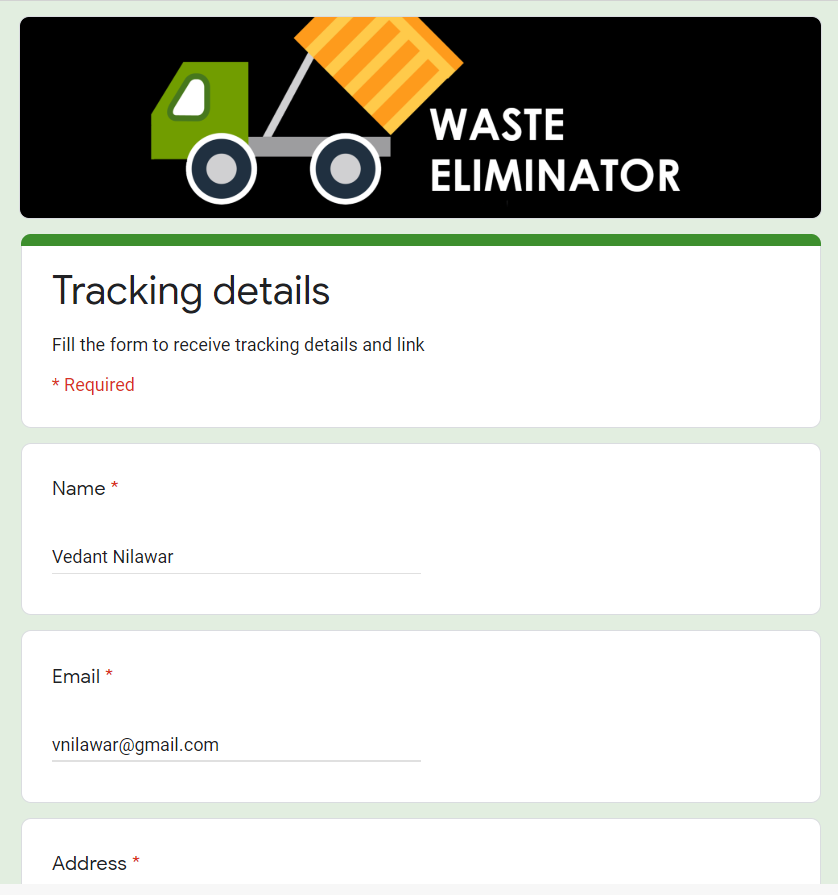 WASTE
ELIMINATOR
Tracking details
Fill the form to receive tracking details and link
* Required
Name *
Vedant Nilawar
Email *
vnilawar@gmail.com
Address *